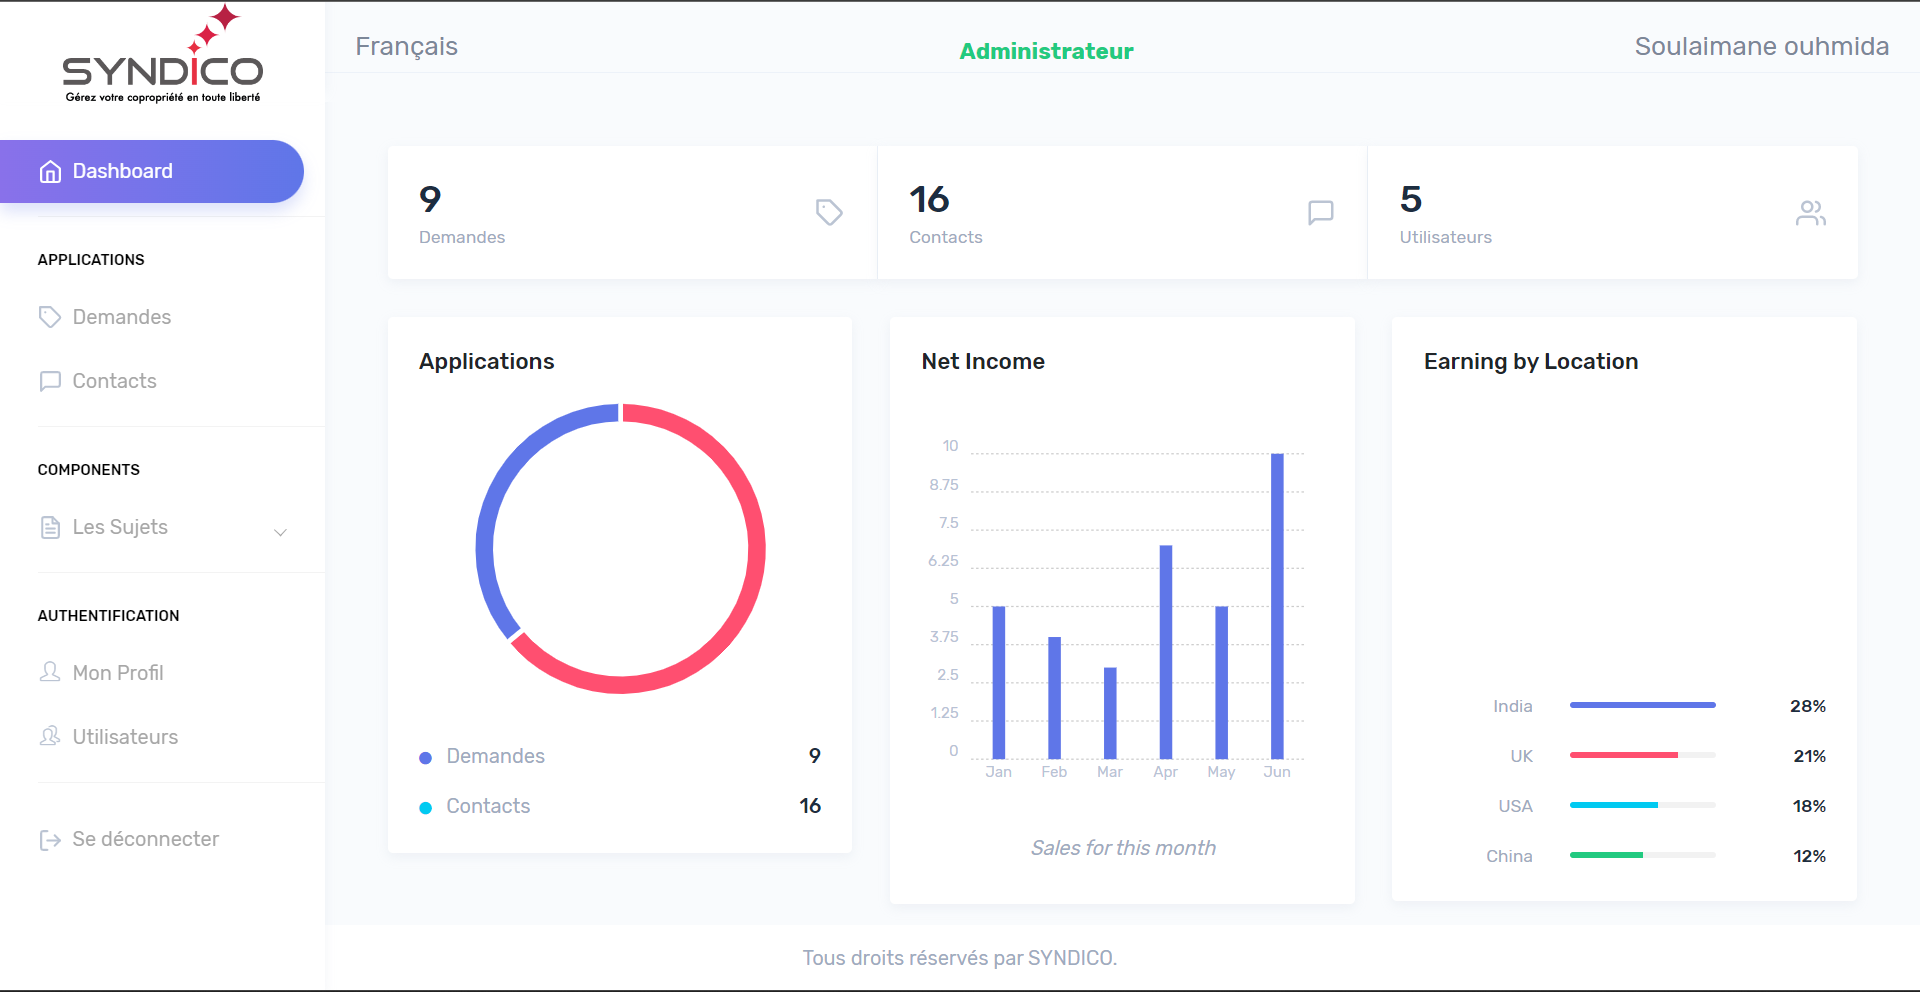 SYNDICO
Gérez votre copropriété en toute liberté
Français
Administrateur
Soulaimane ouhmida
Dashboard
APPLICATIONS
Demandes
Contacts
COMPONENTS
Les Sujets
AUTHENTIFICATION
Mon Profil
Utilisateurs
Se déconnecter
9
Demandes
16
Contacts
5
Utilisateurs
Applications
Demandes 9
Contacts 16
Net Income
10
8.75
7.5
6.25
5
3.75
2.5
1.25
0
Jan Feb Mar Apr May Jun
Sales for this month
Earning by Location
India 28%
UK 21%
USA 18%
China 12%
Tous droits réservés par SYNDICO.